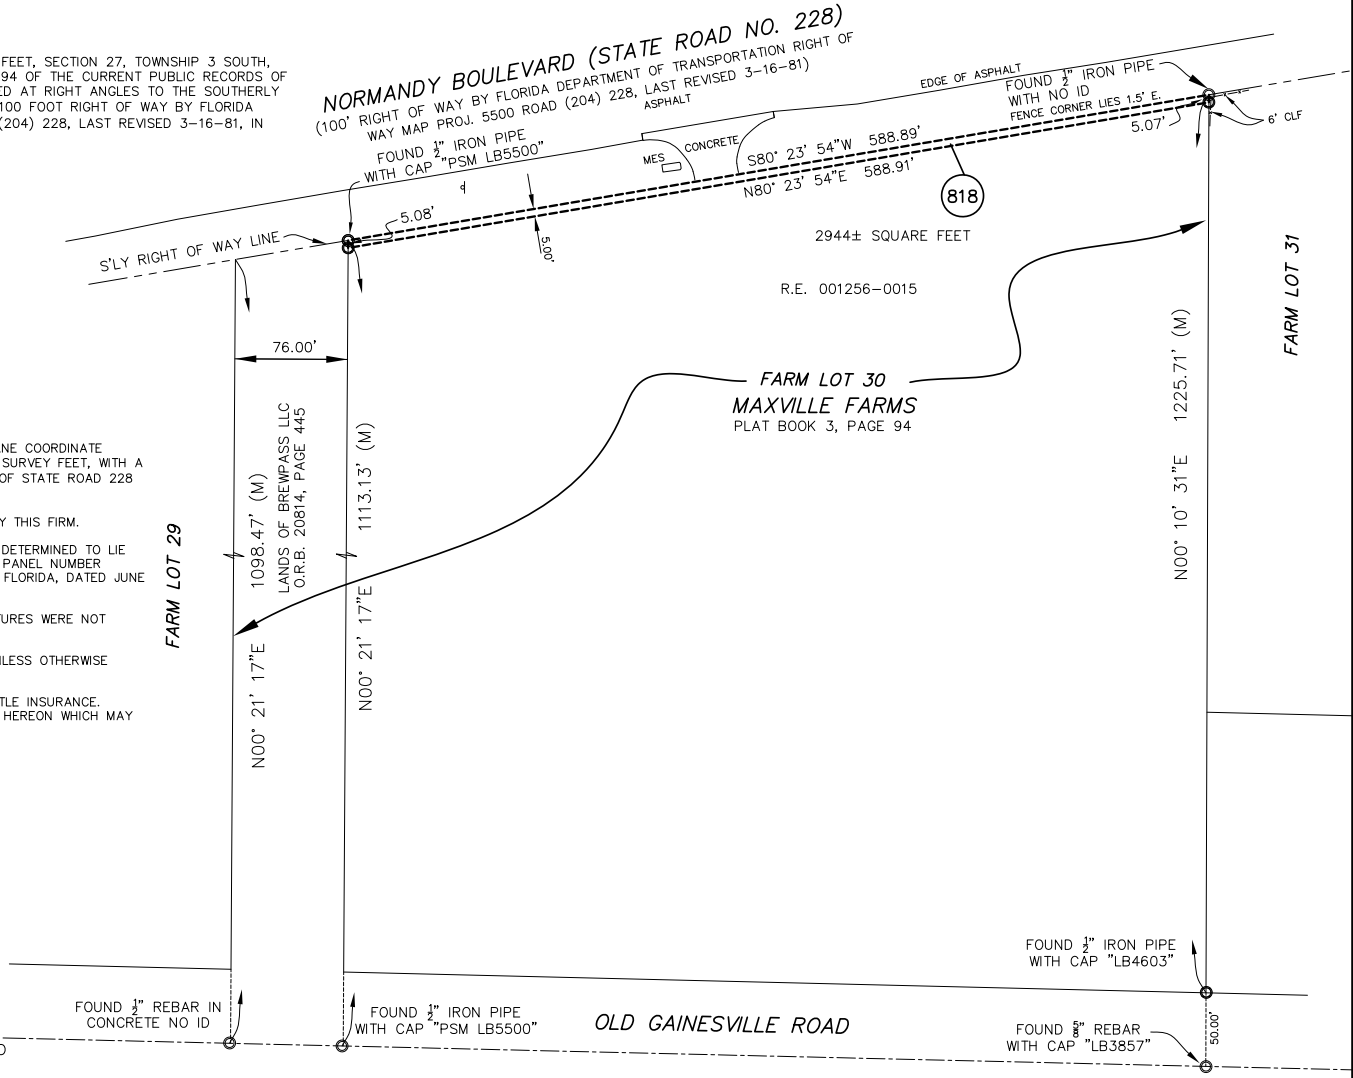 FEET, SECTION 27, TOWNSHIP 3 SOUTH,
94 OF THE CURRENT PUBLIC RECORDS OF
ED AT RIGHT ANGLES TO THE SOUTHERLY
100 FOOT RIGHT OF WAY BY FLORIDA
(204) 228, LAST REVISED 3-16-81, IN
NORMANDY BOULEVARD (STATE ROAD NO. 228)
(100' RIGHT OF WAY BY FLORIDA DEPARTMENT OF TRANSPORTATION RIGHT OF
WAY MAP PROJ. 5500 ROAD (204) 228, LAST REVISED 3-16-81)
ASPHALT
EDGE OF ASPHALT
FOUND 1/2" IRON PIPE
WITH NO ID
FENCE CORNER LIES 1.5' E.
5.07'
6' CLF
FOUND 1/2" IRON PIPE
WITH CAP "PSM LB5500"
MES
CONCRETE
S80° 23' 54"W 588.89'
N80° 23' 54"E 588.91'
818
5.08'
5.00'
S'LY RIGHT OF WAY LINE
2944± SQUARE FEET
R.E. 001256-0015
76.00'
FARM LOT 30
MAXVILLE FARMS
PLAT BOOK 3, PAGE 94
FARM LOT 31
N00° 10' 31"E 1225.71' (M)
LANDS OF BREWPASS LLC
O.R.B. 20814, PAGE 445
N00° 21' 17"E 1113.13' (M)
N00° 21' 17"E 1098.47' (M)
FARM LOT 29
ANE COORDINATE
SURVEY FEET, WITH A
OF STATE ROAD 228
Y THIS FIRM.
DETERMINED TO LIE
PANEL NUMBER
FLORIDA, DATED JUNE
TURES WERE NOT
NLESS OTHERWISE
TLE INSURANCE.
HEREON WHICH MAY
FOUND 1/2" IRON PIPE
WITH CAP "LB4603"
FOUND 1/2" REBAR IN
CONCRETE NO ID
FOUND 1/2" IRON PIPE
WITH CAP "PSM LB5500"
OLD GAINESVILLE ROAD
FOUND 5/8" REBAR
WITH CAP "LB3857"
50.00'